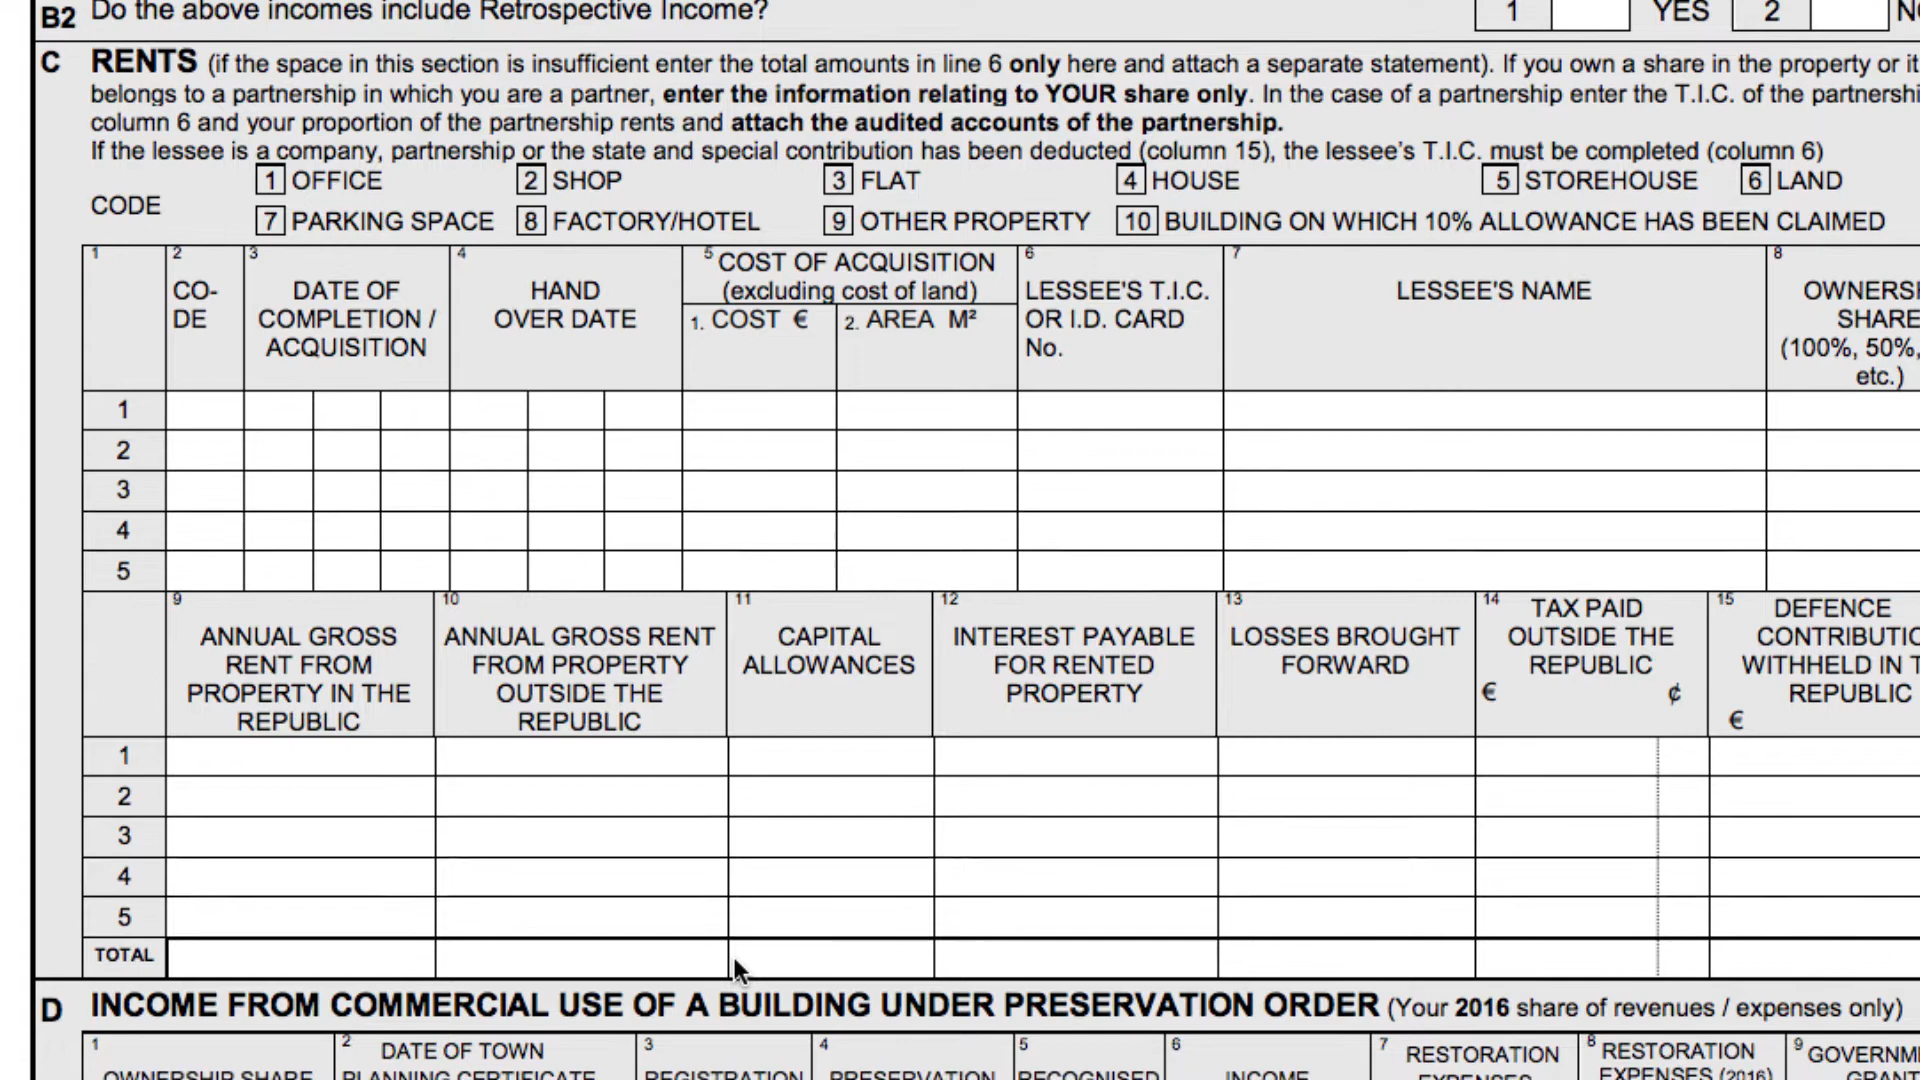 B2 Do the above incomes include Retrospective Income? 1 YES 2
C RENTS (if the space in this section is insufficient enter the total amounts in line 6 only here and attach a separate statement). If you own a share in the property or it
belongs to a partnership in which you are a partner, enter the information relating to YOUR share only. In the case of a partnership enter the T.I.C. of the
column 6 and your proportion of the partnership rents and attach the audited accounts of the partnership.
If the lessee is a company, partnership or the state and special contribution has been deducted (column 15), the lessee's T.I.C. must be completed (column 6)
CODE
1 OFFICE 2 SHOP 3 FLAT 4 HOUSE 5 STOREHOUSE 6 LAND
7 PARKING SPACE 8 FACTORY/HOTEL 9 OTHER PROPERTY 10 BUILDING ON WHICH 10% ALLOWANCE HAS BEEN CLAIMED
1
2
CO-
DE
3
DATE OF
COMPLETION /
ACQUISITION
4
HAND
OVER DATE
5 COST OF ACQUISITION
(excluding cost of land)
1. COST €
2. AREA M²
6
LESSEE'S T.I.C.
OR I.D. CARD
No.
7
LESSEE'S NAME
8
SHARE
(100%, 50%,
etc.)
1
2
3
4
5
9
ANNUAL GROSS
RENT FROM
PROPERTY IN THE
REPUBLIC
10
ANNUAL GROSS RENT
FROM PROPERTY
OUTSIDE THE
REPUBLIC
11
CAPITAL
ALLOWANCES
12
INTEREST PAYABLE
FOR RENTED
PROPERTY
13
LOSSES BROUGHT
FORWARD
14 TAX PAID
OUTSIDE THE
REPUBLIC
€ ¢
15 DEFENCE
WITHHELD IN
REPUBLIC
€
1
2
3
4
5
TOTAL
D INCOME FROM COMMERCIAL USE OF A BUILDING UNDER PRESERVATION ORDER (Your 2016 share of revenues / expenses only)
1
OWNERSHIP SHARE
2 DATE OF TOWN
PLANNING CERTIFICATE
3
REGISTRATION
4
PRESERVATION
5
RECOGNISED
6
INCOME
7 RESTORATION
EXPENSES
8 RESTORATION
EXPENSES (2016)
9
GRANT